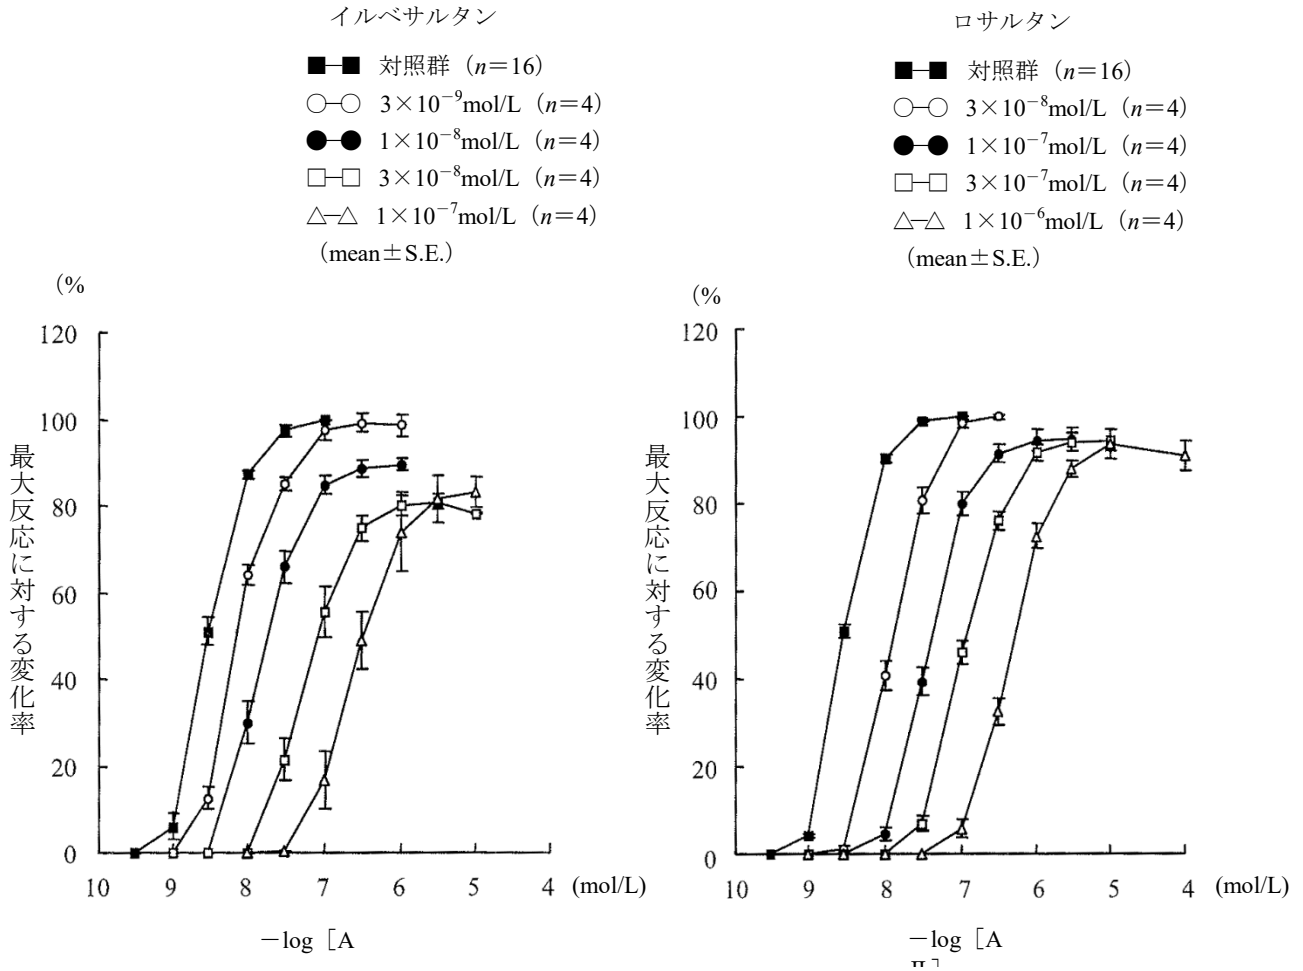 イルベサルタン
対照群（n＝16）
3×10⁻⁹mol/L（n＝4）
1×10⁻⁸mol/L（n＝4）
3×10⁻⁸mol/L（n＝4）
1×10⁻⁷mol/L（n＝4）
（mean±S.E.）
（%
120
100
80
60
40
20
0
最大反応に対する変化率
10 9 8 7 6 5 4 (mol/L)
－log［A
ロサルタン
対照群（n＝16）
3×10⁻⁸mol/L（n＝4）
1×10⁻⁷mol/L（n＝4）
3×10⁻⁷mol/L（n＝4）
1×10⁻⁶mol/L（n＝4）
（mean±S.E.）
（%
120
100
80
60
40
20
0
最大反応に対する変化率
10 9 8 7 6 5 4 (mol/L)
－log［A